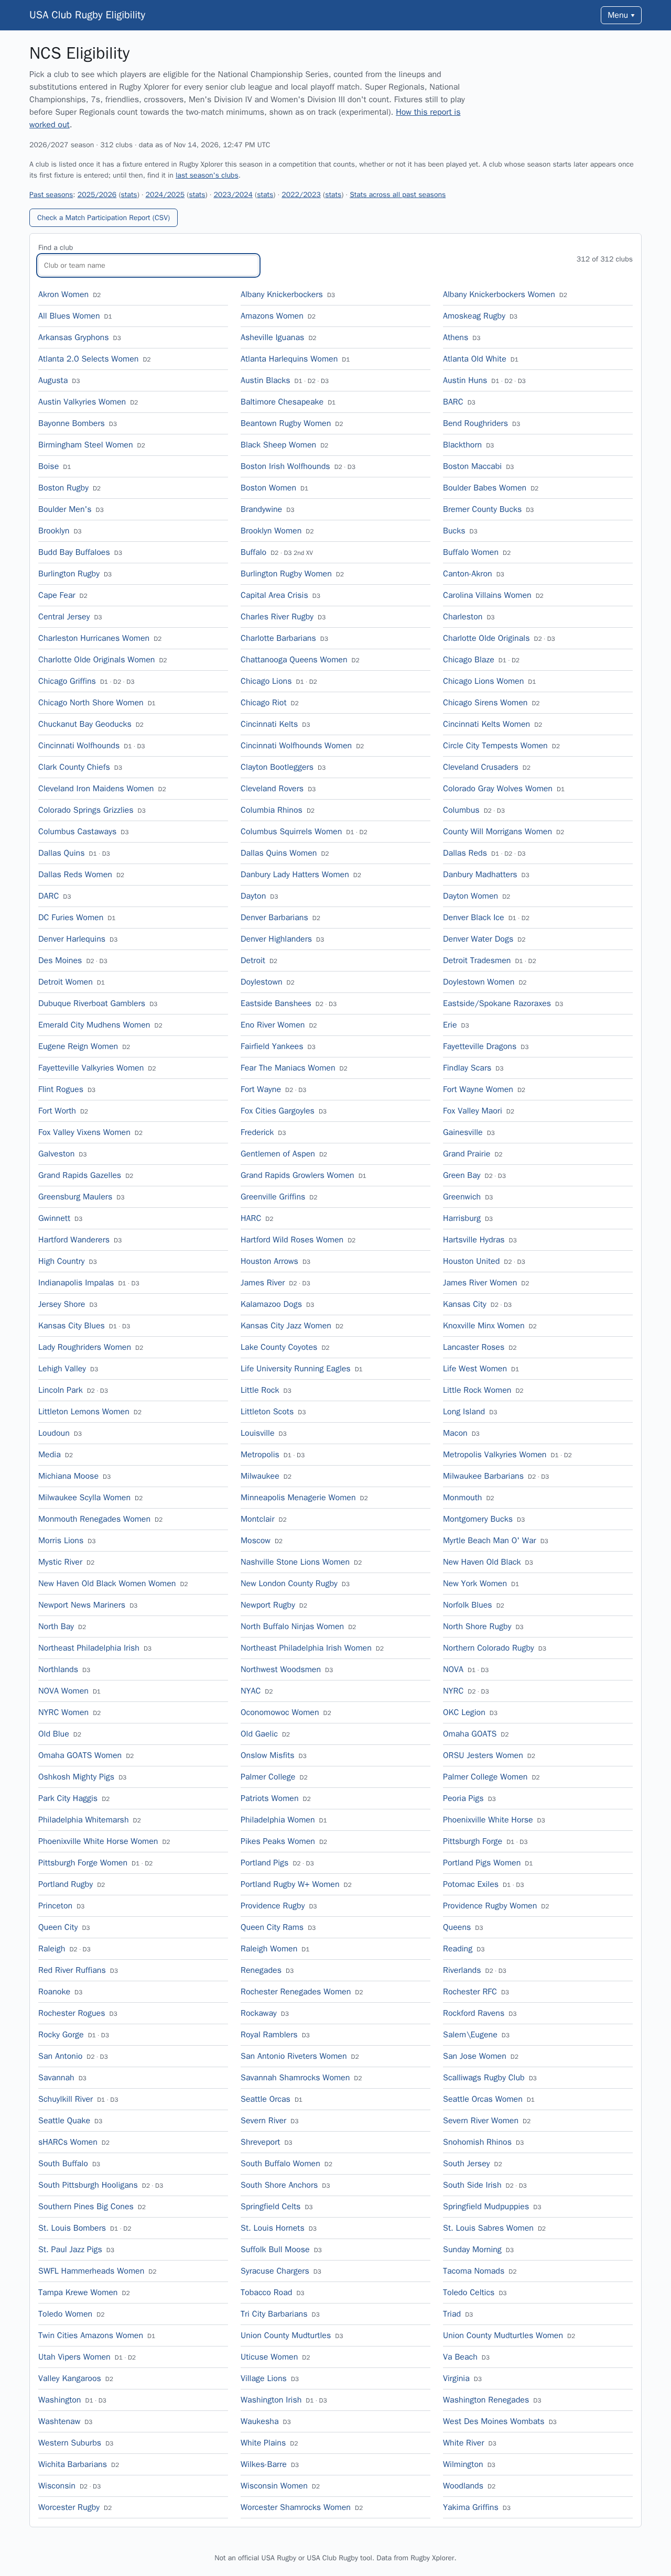 USA Club Rugby Eligibility
Menu ▾
NCS Eligibility
Pick a club to see which players are eligible for the National Championship Series, counted from the lineups and
substitutions entered in Rugby Xplorer for every senior club league and local playoff match. Super Regionals, National
Championships, 7s, friendlies, crossovers, Men's Division IV and Women's Division III don't count. Fixtures still to play
before Super Regionals count towards the two-match minimums, shown as on track (experimental). How this report is
worked out.
2026/2027 season · 312 clubs · data as of Nov 14, 2026, 12:47 PM UTC
A club is listed once it has a fixture entered in Rugby Xplorer this season in a competition that counts, whether or not it has been played yet. A club whose season starts later appears once
its first fixture is entered; until then, find it in last season's clubs.
Past seasons: 2025/2026 (stats) · 2024/2025 (stats) · 2023/2024 (stats) · 2022/2023 (stats) · Stats across all past seasons
Check a Match Participation Report (CSV)
Find a club
Club or team name
312 of 312 clubs
Akron Women D2
Albany Knickerbockers D3
Albany Knickerbockers Women D2
All Blues Women D1
Amazons Women D2
Amoskeag Rugby D3
Arkansas Gryphons D3
Asheville Iguanas D2
Athens D3
Atlanta 2.0 Selects Women D2
Atlanta Harlequins Women D1
Atlanta Old White D1
Augusta D3
Austin Blacks D1 · D2 · D3
Austin Huns D1 · D2 · D3
Austin Valkyries Women D2
Baltimore Chesapeake D1
BARC D3
Bayonne Bombers D3
Beantown Rugby Women D2
Bend Roughriders D3
Birmingham Steel Women D2
Black Sheep Women D2
Blackthorn D3
Boise D1
Boston Irish Wolfhounds D2 · D3
Boston Maccabi D3
Boston Rugby D2
Boston Women D1
Boulder Babes Women D2
Boulder Men's D3
Brandywine D3
Bremer County Bucks D3
Brooklyn D3
Brooklyn Women D2
Bucks D3
Budd Bay Buffaloes D3
Buffalo D2 · D3 2nd XV
Buffalo Women D2
Burlington Rugby D3
Burlington Rugby Women D2
Canton-Akron D3
Cape Fear D2
Capital Area Crisis D3
Carolina Villains Women D2
Central Jersey D3
Charles River Rugby D3
Charleston D3
Charleston Hurricanes Women D2
Charlotte Barbarians D3
Charlotte Olde Originals D2 · D3
Charlotte Olde Originals Women D2
Chattanooga Queens Women D2
Chicago Blaze D1 · D2
Chicago Griffins D1 · D2 · D3
Chicago Lions D1 · D2
Chicago Lions Women D1
Chicago North Shore Women D1
Chicago Riot D2
Chicago Sirens Women D2
Chuckanut Bay Geoducks D2
Cincinnati Kelts D3
Cincinnati Kelts Women D2
Cincinnati Wolfhounds D1 · D3
Cincinnati Wolfhounds Women D2
Circle City Tempests Women D2
Clark County Chiefs D3
Clayton Bootleggers D3
Cleveland Crusaders D2
Cleveland Iron Maidens Women D2
Cleveland Rovers D3
Colorado Gray Wolves Women D1
Colorado Springs Grizzlies D3
Columbia Rhinos D2
Columbus D2 · D3
Columbus Castaways D3
Columbus Squirrels Women D1 · D2
County Will Morrigans Women D2
Dallas Quins D1 · D3
Dallas Quins Women D2
Dallas Reds D1 · D2 · D3
Dallas Reds Women D2
Danbury Lady Hatters Women D2
Danbury Madhatters D3
DARC D3
Dayton D3
Dayton Women D2
DC Furies Women D1
Denver Barbarians D2
Denver Black Ice D1 · D2
Denver Harlequins D3
Denver Highlanders D3
Denver Water Dogs D2
Des Moines D2 · D3
Detroit D2
Detroit Tradesmen D1 · D2
Detroit Women D1
Doylestown D2
Doylestown Women D2
Dubuque Riverboat Gamblers D3
Eastside Banshees D2 · D3
Eastside/Spokane Razoraxes D3
Emerald City Mudhens Women D2
Eno River Women D2
Erie D3
Eugene Reign Women D2
Fairfield Yankees D3
Fayetteville Dragons D3
Fayetteville Valkyries Women D2
Fear The Maniacs Women D2
Findlay Scars D3
Flint Rogues D3
Fort Wayne D2 · D3
Fort Wayne Women D2
Fort Worth D2
Fox Cities Gargoyles D3
Fox Valley Maori D2
Fox Valley Vixens Women D2
Frederick D3
Gainesville D3
Galveston D3
Gentlemen of Aspen D2
Grand Prairie D2
Grand Rapids Gazelles D2
Grand Rapids Growlers Women D1
Green Bay D2 · D3
Greensburg Maulers D3
Greenville Griffins D2
Greenwich D3
Gwinnett D3
HARC D2
Harrisburg D3
Hartford Wanderers D3
Hartford Wild Roses Women D2
Hartsville Hydras D3
High Country D3
Houston Arrows D3
Houston United D2 · D3
Indianapolis Impalas D1 · D3
James River D2 · D3
James River Women D2
Jersey Shore D3
Kalamazoo Dogs D3
Kansas City D2 · D3
Kansas City Blues D1 · D3
Kansas City Jazz Women D2
Knoxville Minx Women D2
Lady Roughriders Women D2
Lake County Coyotes D2
Lancaster Roses D2
Lehigh Valley D3
Life University Running Eagles D1
Life West Women D1
Lincoln Park D2 · D3
Little Rock D3
Little Rock Women D2
Littleton Lemons Women D2
Littleton Scots D3
Long Island D3
Loudoun D3
Louisville D3
Macon D3
Media D2
Metropolis D1 · D3
Metropolis Valkyries Women D1 · D2
Michiana Moose D3
Milwaukee D2
Milwaukee Barbarians D2 · D3
Milwaukee Scylla Women D2
Minneapolis Menagerie Women D2
Monmouth D2
Monmouth Renegades Women D2
Montclair D2
Montgomery Bucks D3
Morris Lions D3
Moscow D2
Myrtle Beach Man O' War D3
Mystic River D2
Nashville Stone Lions Women D2
New Haven Old Black D3
New Haven Old Black Women Women D2
New London County Rugby D3
New York Women D1
Newport News Mariners D3
Newport Rugby D2
Norfolk Blues D2
North Bay D2
North Buffalo Ninjas Women D2
North Shore Rugby D3
Northeast Philadelphia Irish D3
Northeast Philadelphia Irish Women D2
Northern Colorado Rugby D3
Northlands D3
Northwest Woodsmen D3
NOVA D1 · D3
NOVA Women D1
NYAC D2
NYRC D2 · D3
NYRC Women D2
Oconomowoc Women D2
OKC Legion D3
Old Blue D2
Old Gaelic D2
Omaha GOATS D2
Omaha GOATS Women D2
Onslow Misfits D3
ORSU Jesters Women D2
Oshkosh Mighty Pigs D3
Palmer College D2
Palmer College Women D2
Park City Haggis D2
Patriots Women D2
Peoria Pigs D3
Philadelphia Whitemarsh D2
Philadelphia Women D1
Phoenixville White Horse D3
Phoenixville White Horse Women D2
Pikes Peaks Women D2
Pittsburgh Forge D1 · D3
Pittsburgh Forge Women D1 · D2
Portland Pigs D2 · D3
Portland Pigs Women D1
Portland Rugby D2
Portland Rugby W+ Women D2
Potomac Exiles D1 · D3
Princeton D3
Providence Rugby D3
Providence Rugby Women D2
Queen City D3
Queen City Rams D3
Queens D3
Raleigh D2 · D3
Raleigh Women D1
Reading D3
Red River Ruffians D3
Renegades D3
Riverlands D2 · D3
Roanoke D3
Rochester Renegades Women D2
Rochester RFC D3
Rochester Rogues D3
Rockaway D3
Rockford Ravens D3
Rocky Gorge D1 · D3
Royal Ramblers D3
Salem\Eugene D3
San Antonio D2 · D3
San Antonio Riveters Women D2
San Jose Women D2
Savannah D3
Savannah Shamrocks Women D2
Scalliwags Rugby Club D3
Schuylkill River D1 · D3
Seattle Orcas D1
Seattle Orcas Women D1
Seattle Quake D3
Severn River D3
Severn River Women D2
sHARCs Women D2
Shreveport D3
Snohomish Rhinos D3
South Buffalo D3
South Buffalo Women D2
South Jersey D2
South Pittsburgh Hooligans D2 · D3
South Shore Anchors D3
South Side Irish D2 · D3
Southern Pines Big Cones D2
Springfield Celts D3
Springfield Mudpuppies D3
St. Louis Bombers D1 · D2
St. Louis Hornets D3
St. Louis Sabres Women D2
St. Paul Jazz Pigs D3
Suffolk Bull Moose D3
Sunday Morning D3
SWFL Hammerheads Women D2
Syracuse Chargers D3
Tacoma Nomads D2
Tampa Krewe Women D2
Tobacco Road D3
Toledo Celtics D3
Toledo Women D2
Tri City Barbarians D3
Triad D3
Twin Cities Amazons Women D1
Union County Mudturtles D3
Union County Mudturtles Women D2
Utah Vipers Women D1 · D2
Uticuse Women D2
Va Beach D3
Valley Kangaroos D2
Village Lions D3
Virginia D3
Washington D1 · D3
Washington Irish D1 · D3
Washington Renegades D3
Washtenaw D3
Waukesha D3
West Des Moines Wombats D3
Western Suburbs D3
White Plains D2
White River D3
Wichita Barbarians D2
Wilkes-Barre D3
Wilmington D3
Wisconsin D2 · D3
Wisconsin Women D2
Woodlands D2
Worcester Rugby D2
Worcester Shamrocks Women D2
Yakima Griffins D3
Not an official USA Rugby or USA Club Rugby tool. Data from Rugby Xplorer.